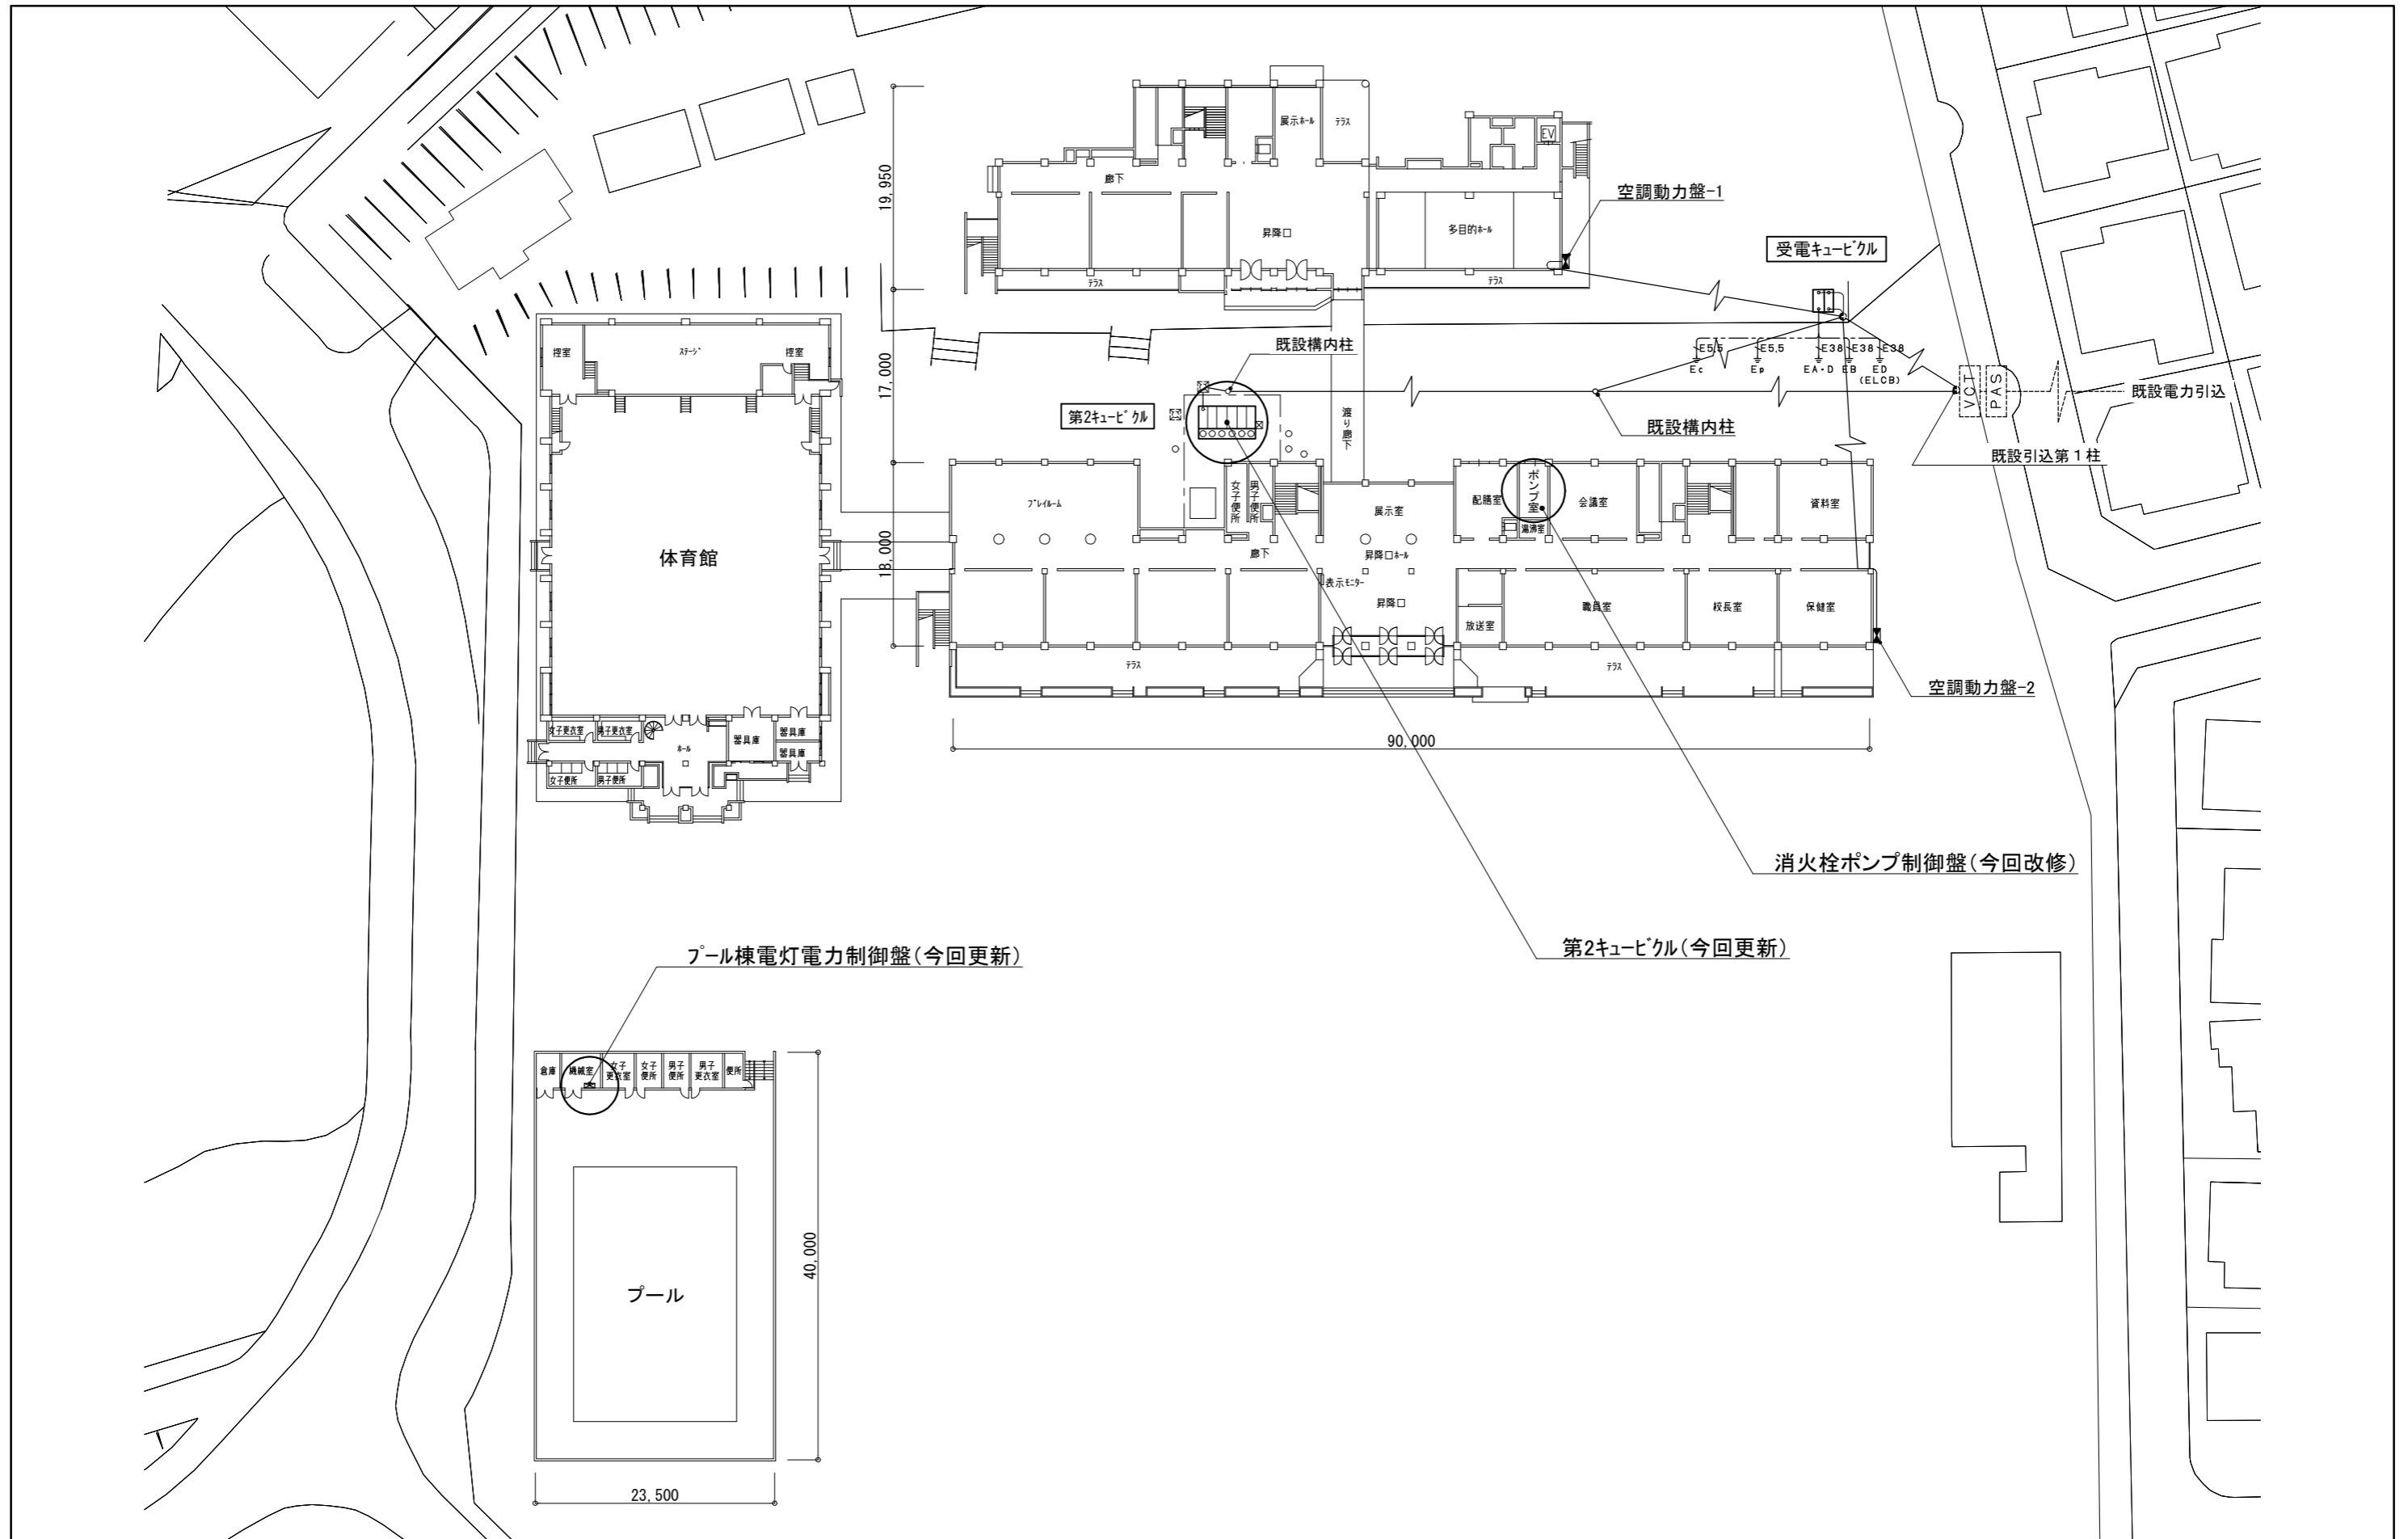 展示ホール
テラス
EV
廊下
19,950
空調動力盤-1
昇降口
多目的ホール
受電キュービクル
テラス
テラス
控室
ステージ
控室
17,000
既設構内柱
E5.5
E5.5
E38
E38
E38
Ec
Ep
EA・D
EB
ED
(ELCB)
VCT
PAS
既設電力引込
第2キュービクル
渡り廊下
既設構内柱
既設引込第1柱
プレイルーム
女子便所
男子便所
展示室
配膳室
ポンプ室
会議室
資料室
湯沸室
体育館
18,000
廊下
昇降口ホール
表示モニター
昇降口
職員室
校長室
保健室
放送室
テラス
テラス
空調動力盤-2
女子更衣室
男子更衣室
ホール
器具庫
器具庫
器具庫
90,000
女子便所
男子便所
消火栓ポンプ制御盤(今回改修)
プール棟電灯電力制御盤(今回更新)
第2キュービクル(今回更新)
倉庫
機械室
女子
更衣室
女子
便所
男子
便所
男子
更衣室
便所
40,000
プール
23,500